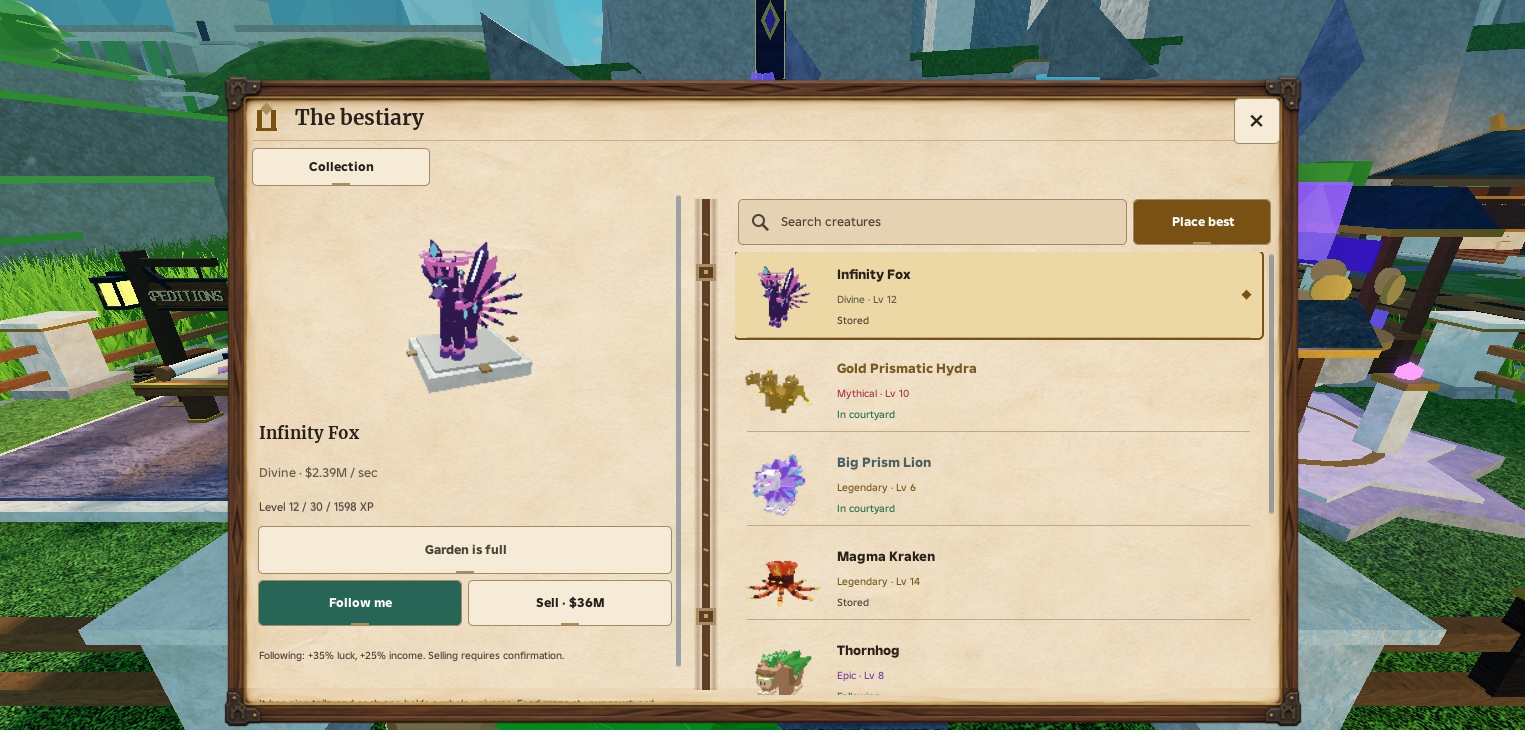 The bestiary
Collection
Search creatures
Place best
Infinity Fox
Divine · $2.39M / sec
Level 12 / 30 / 1598 XP
Garden is full
Follow me
Sell · $36M
Following: +35% luck, +25% income. Selling requires confirmation.
Infinity Fox
Divine · Lv 12
Stored
Gold Prismatic Hydra
Mythical · Lv 10
In courtyard
Big Prism Lion
Legendary · Lv 6
In courtyard
Magma Kraken
Legendary · Lv 14
Stored
Thornhog
Epic · Lv 8
PEDITIONS